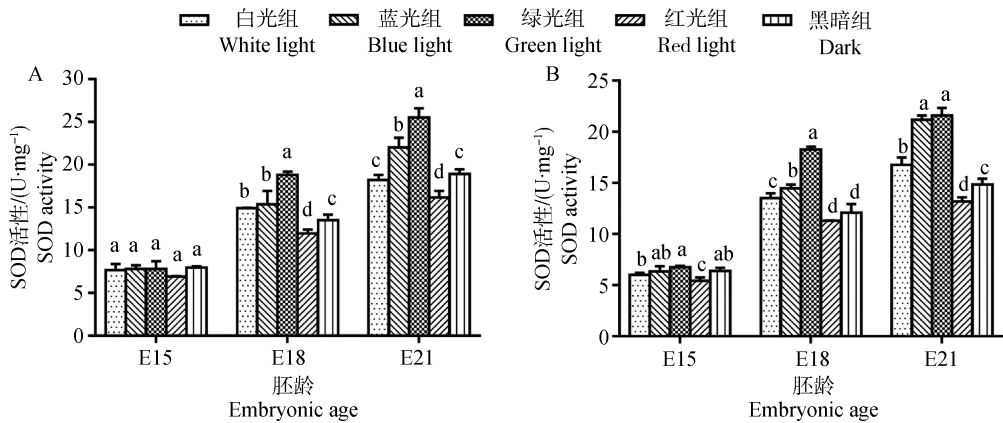 白光组 蓝光组 绿光组 红光组 黑暗组
White light Blue light Green light Red light Dark
A
SOD活性/(U·mg⁻¹)
SOD activity
30
25
20
15
10
5
0
a a a a a
b b a d c
c b a d c
E15 E18 E21
胚龄
Embryonic age
B
SOD活性/(U·mg⁻¹)
SOD activity
25
20
15
10
5
0
b ab a c ab
c b a d d
b a a d c
E15 E18 E21
胚龄
Embryonic age